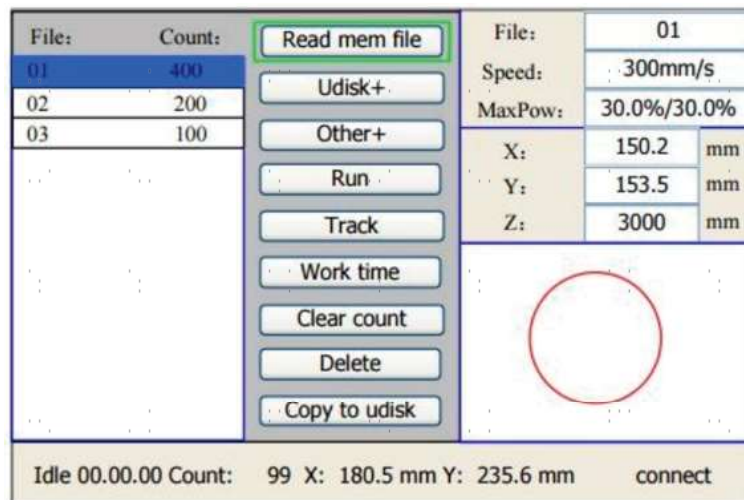 File: Count:
01 400
02 200
03 100
Read mem file
Udisk+
Other+
Run
Track
Work time
Clear count
Delete
Copy to udisk
File: 01
Speed: 300mm/s
MaxPow: 30.0%/30.0%
X: 150.2 mm
Y: 153.5 mm
Z: 3000 mm
Idle 00.00.00 Count: 99 X: 180.5 mm Y: 235.6 mm connect